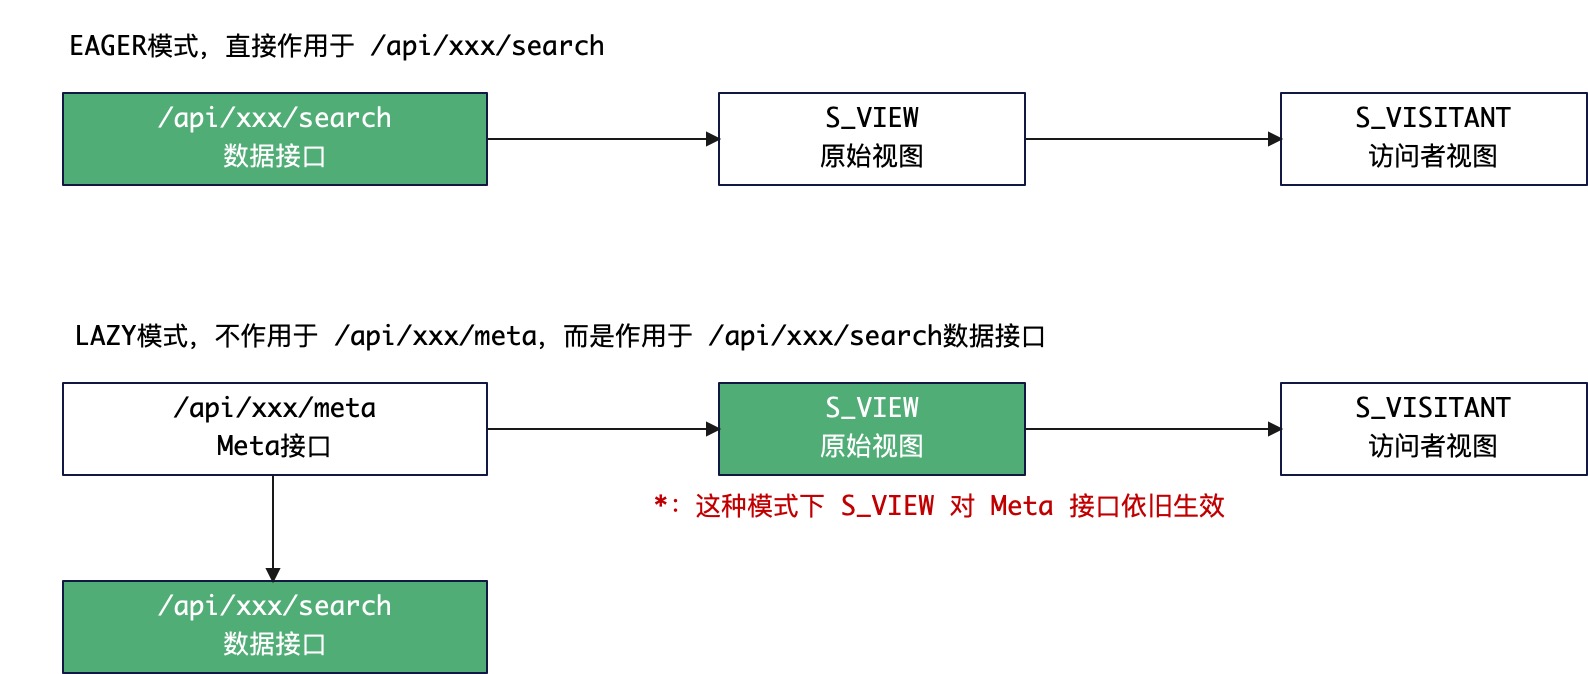 EAGER模式，直接作用于 /api/xxx/search
/api/xxx/search
数据接口
S_VIEW
原始视图
S_VISITANT
访问者视图
LAZY模式，不作用于 /api/xxx/meta，而是作用于 /api/xxx/search数据接口
/api/xxx/meta
Meta接口
S_VIEW
原始视图
S_VISITANT
访问者视图
*：这种模式下 S_VIEW 对 Meta 接口依旧生效
/api/xxx/search
数据接口